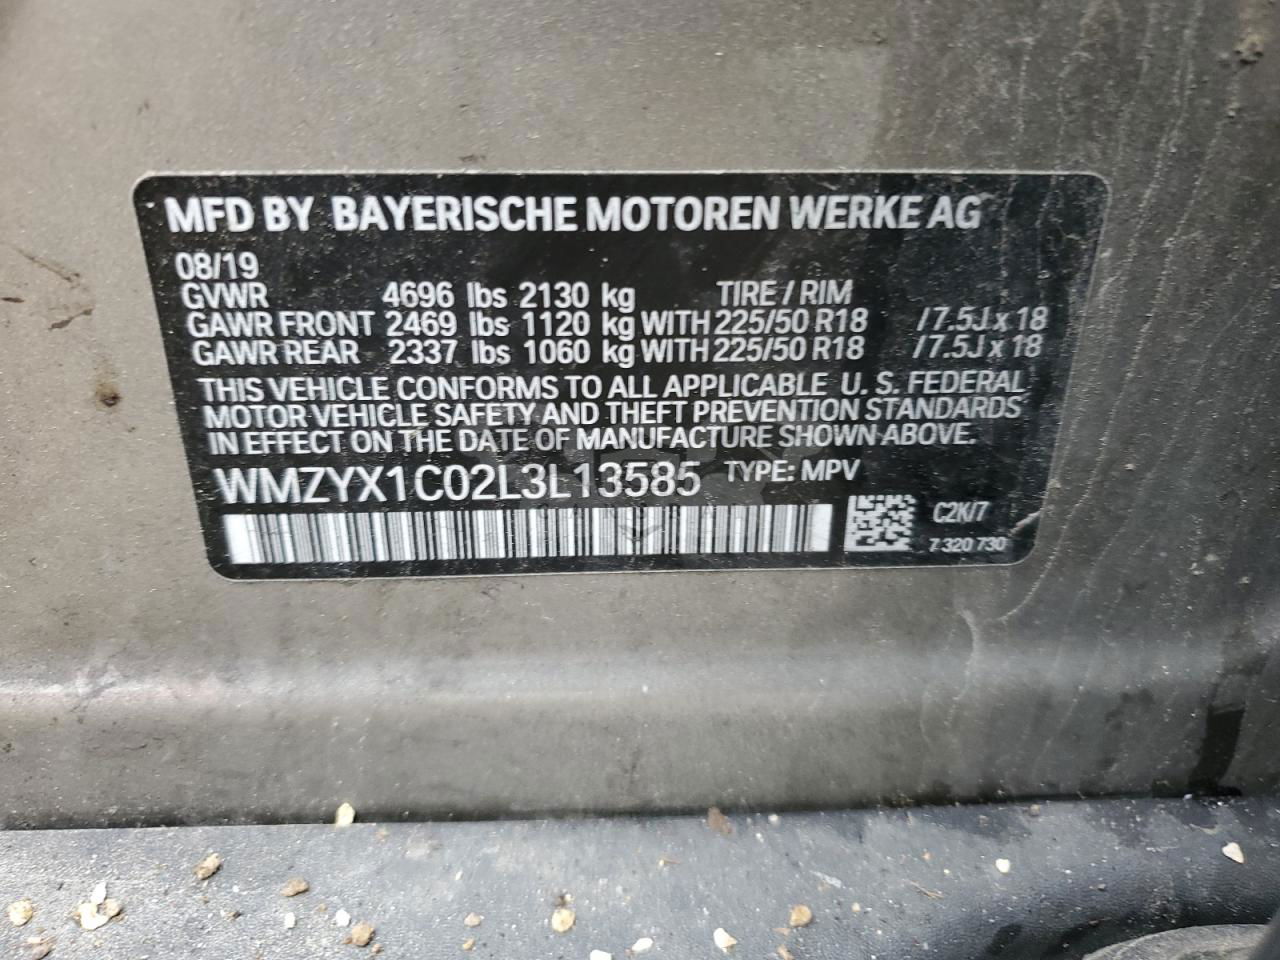 MFD BY BAYERISCHE MOTOREN WERKE AG
08/19
GVWR 4696 lbs 2130 kg TIRE / RIM
GAWR FRONT 2469 lbs 1120 kg WITH 225/50 R18 / 7.5J x 18
GAWR REAR 2337 lbs 1060 kg WITH 225/50 R18 / 7.5J x 18
THIS VEHICLE CONFORMS TO ALL APPLICABLE U. S. FEDERAL
MOTOR VEHICLE SAFETY AND THEFT PREVENTION STANDARDS
IN EFFECT ON THE DATE OF MANUFACTURE SHOWN ABOVE.
WMZYX1C02L3L13585 TYPE: MPV
C2K/7
7 320 730